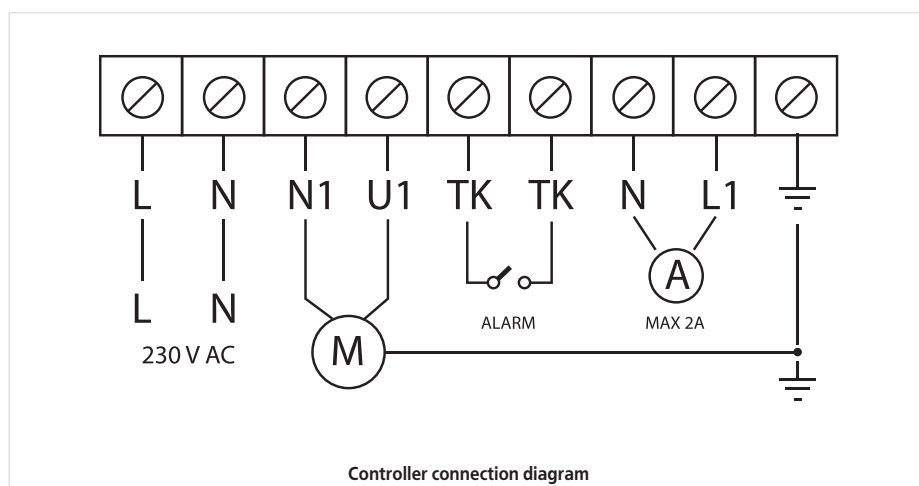 L N N1 U1 TK TK N L1
L N
230 V AC
M
ALARM
A
MAX 2A
Controller connection diagram